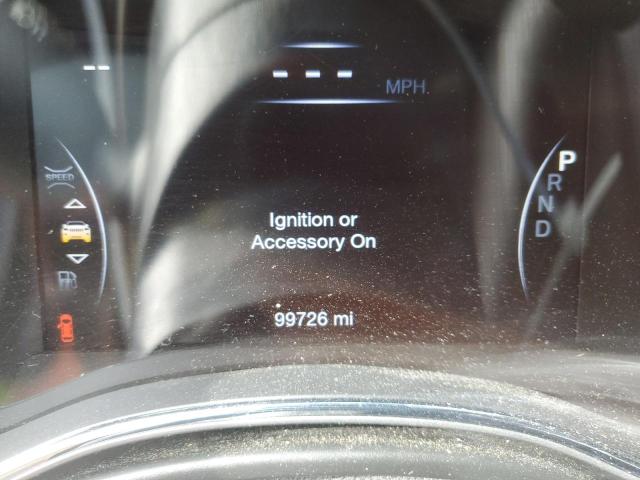 --
--- MPH
SPEED
P
R
N
D
Ignition or
Accessory On
99726 mi